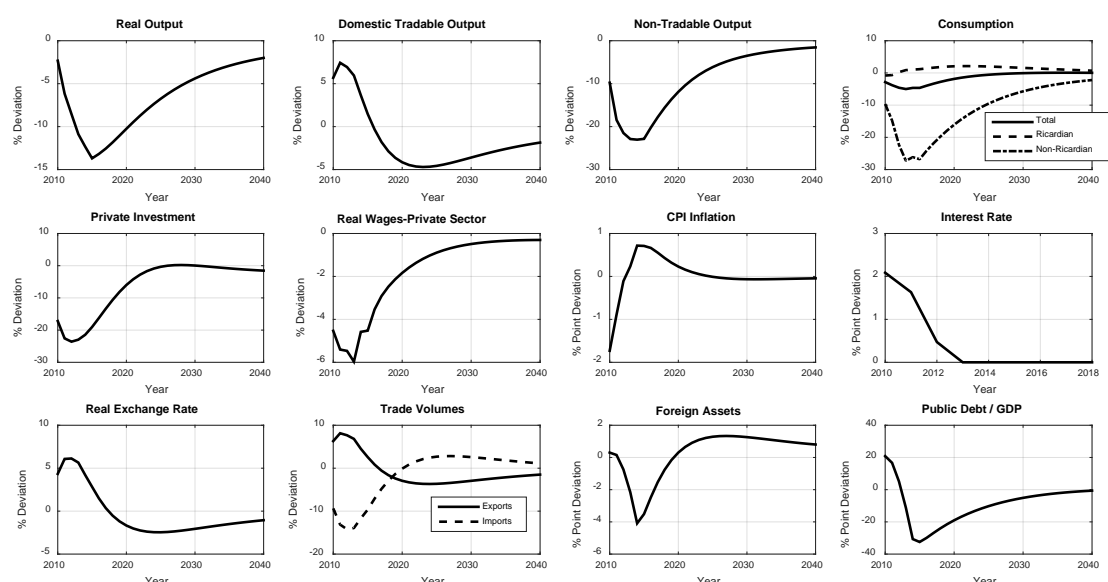 Real Output
Domestic Tradable Output
Non-Tradable Output
Consumption
0
-5
-10
-15
% Deviation
2010 2020 2030 2040
Year
10
5
0
-5
% Deviation
2010 2020 2030 2040
Year
0
-10
-20
-30
% Deviation
2010 2020 2030 2040
Year
10
0
-10
-20
-30
% Deviation
Total
Ricardian
Non-Ricardian
2010 2020 2030 2040
Year
Private Investment
Real Wages-Private Sector
CPI Inflation
Interest Rate
10
0
-10
-20
-30
% Deviation
2010 2020 2030 2040
Year
0
-2
-4
-6
% Deviation
2010 2020 2030 2040
Year
1
0
-1
-2
% Point Deviation
2010 2020 2030 2040
Year
3
2
1
0
% Point Deviation
2010 2012 2014 2016 2018
Year
Real Exchange Rate
Trade Volumes
Foreign Assets
Public Debt / GDP
10
5
0
-5
% Deviation
2010 2020 2030 2040
Year
10
0
-10
-20
% Deviation
Exports
Imports
2010 2020 2030 2040
Year
2
0
-2
-4
-6
% Point Deviation
2010 2020 2030 2040
Year
40
20
0
-20
-40
% Point Deviation
2010 2020 2030 2040
Year